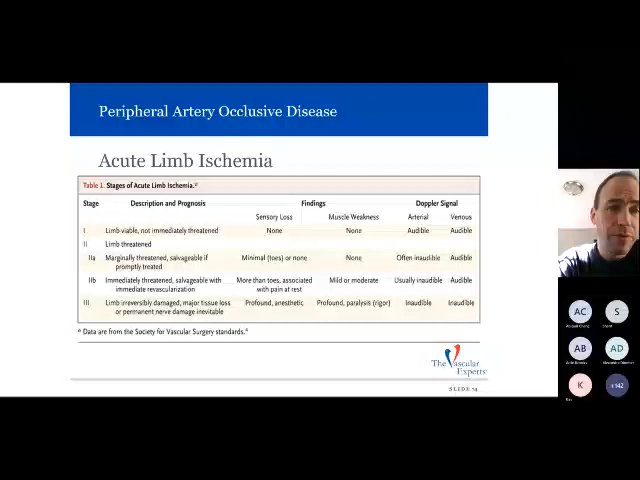 Peripheral Artery Occlusive Disease
Acute Limb Ischemia
Table 1. Stages of Acute Limb Ischemia.*
Stage Description and Prognosis Findings Doppler Signal
Sensory Loss Muscle Weakness Arterial Venous
I Limb viable, not immediately threatened None None Audible Audible
II Limb threatened
IIa Marginally threatened, salvageable if promptly treated Minimal (toes) or none None Often inaudible Audible
IIb Immediately threatened, salvageable with immediate revascularization More than toes, associated with pain at rest Mild or moderate Usually inaudible Audible
III Limb irreversibly damaged, major tissue loss or permanent nerve damage inevitable Profound, anesthetic Profound, paralysis (rigor) Inaudible Inaudible
* Data are from the Society for Vascular Surgery standards.
The Vascular
Experts
SLIDE
AC
S
AB
AD
K
+142